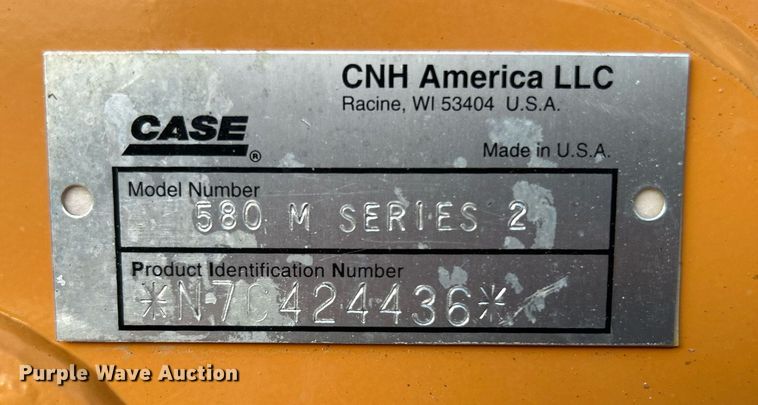 CNH America LLC
Racine, WI 53404 U.S.A.
CASE®
Made in U.S.A.
Model Number
580 M SERIES 2
Product Identification Number
*N7C424436*
Purple Wave Auction